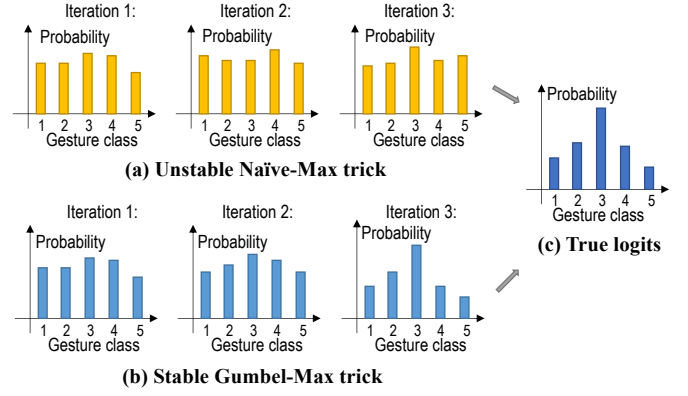 Iteration 1:
Probability
1 2 3 4 5
Gesture class
Iteration 2:
1 2 3 4 5
Gesture class
Iteration 3:
Probability
1 2 3 4 5
Gesture class
(a) Unstable Naïve-Max trick
Iteration 1:
Probability
1 2 3 4 5
Gesture class
Iteration 2:
Probability
1 2 3 4 5
Gesture class
Iteration 3:
Probability
1 2 3 4 5
Gesture class
(b) Stable Gumbel-Max trick
Probability
1 2 3 4 5
Gesture class
(c) True logits